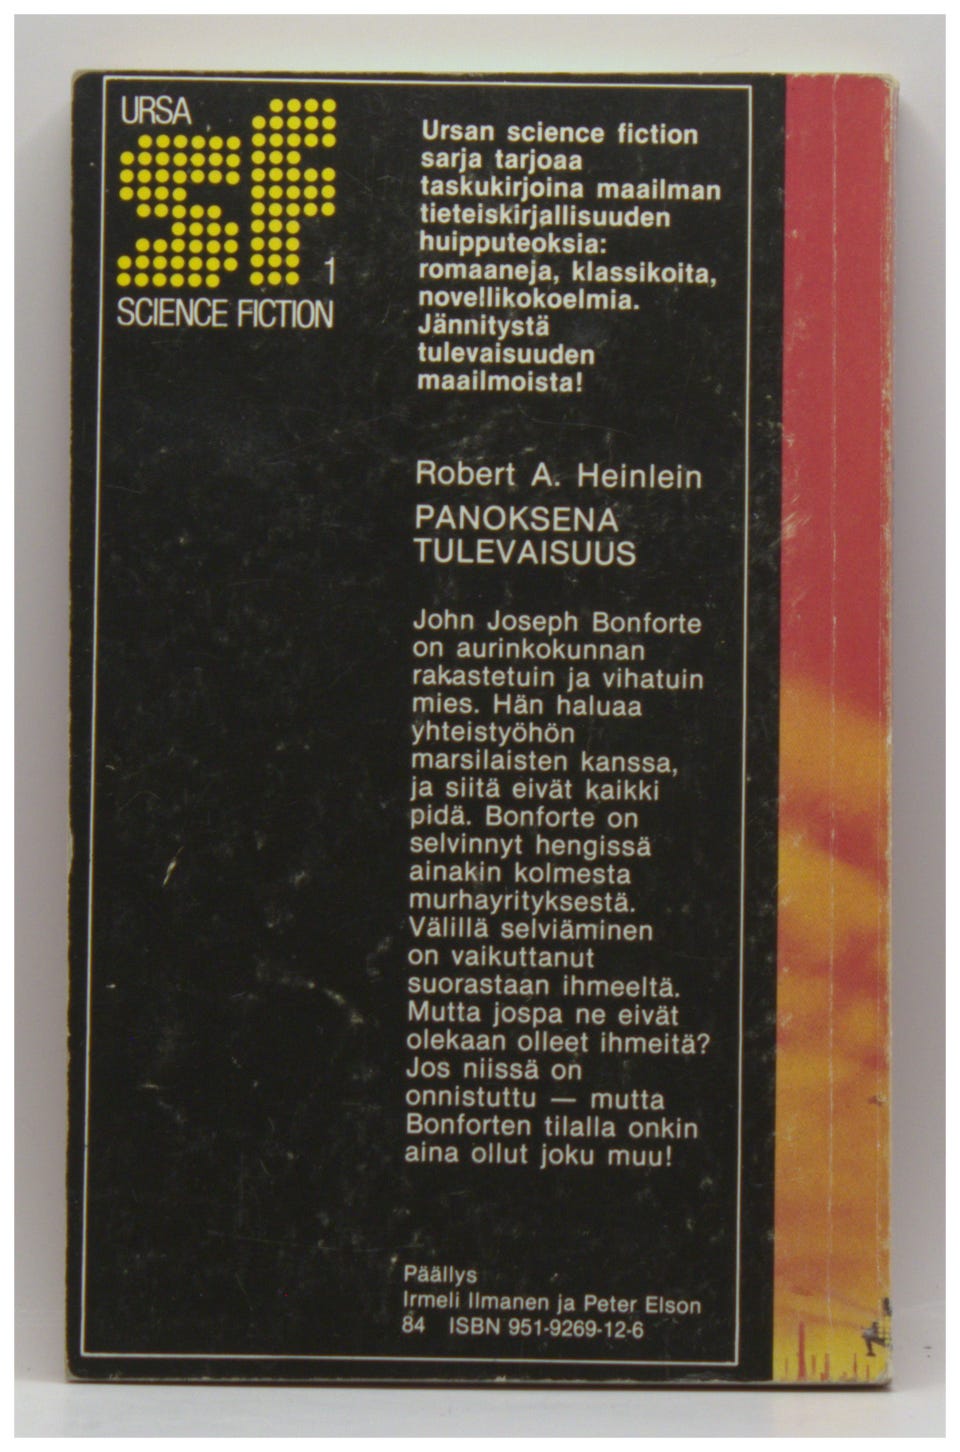 URSA
sf
1
SCIENCE FICTION
Ursan science fiction
sarja tarjoaa
taskukirjoina maailman
tieteiskirjallisuuden
huipputeoksia:
romaaneja, klassikoita,
novellikokoelmia.
Jännitystä
tulevaisuuden
maailmoista!
Robert A. Heinlein
PANOKSENA
TULEVAISUUS
John Joseph Bonforte
on aurinkokunnan
rakastetuin ja vihatuin
mies. Hän haluaa
yhteistyöhön
marsilaisten kanssa,
ja siitä eivät kaikki
pidä. Bonforte on
selvinnyt hengissä
ainakin kolmesta
murhayrityksestä.
Välillä selviäminen
on vaikuttanut
suorastaan ihmeeltä.
Mutta jospa ne eivät
olekaan olleet ihmeitä?
Jos niissä on
onnistuttu — mutta
Bonforten tilalla onkin
aina ollut joku muu!
Päällys
Irmeli Ilmanen ja Peter Elson
84 ISBN 951-9269-12-6